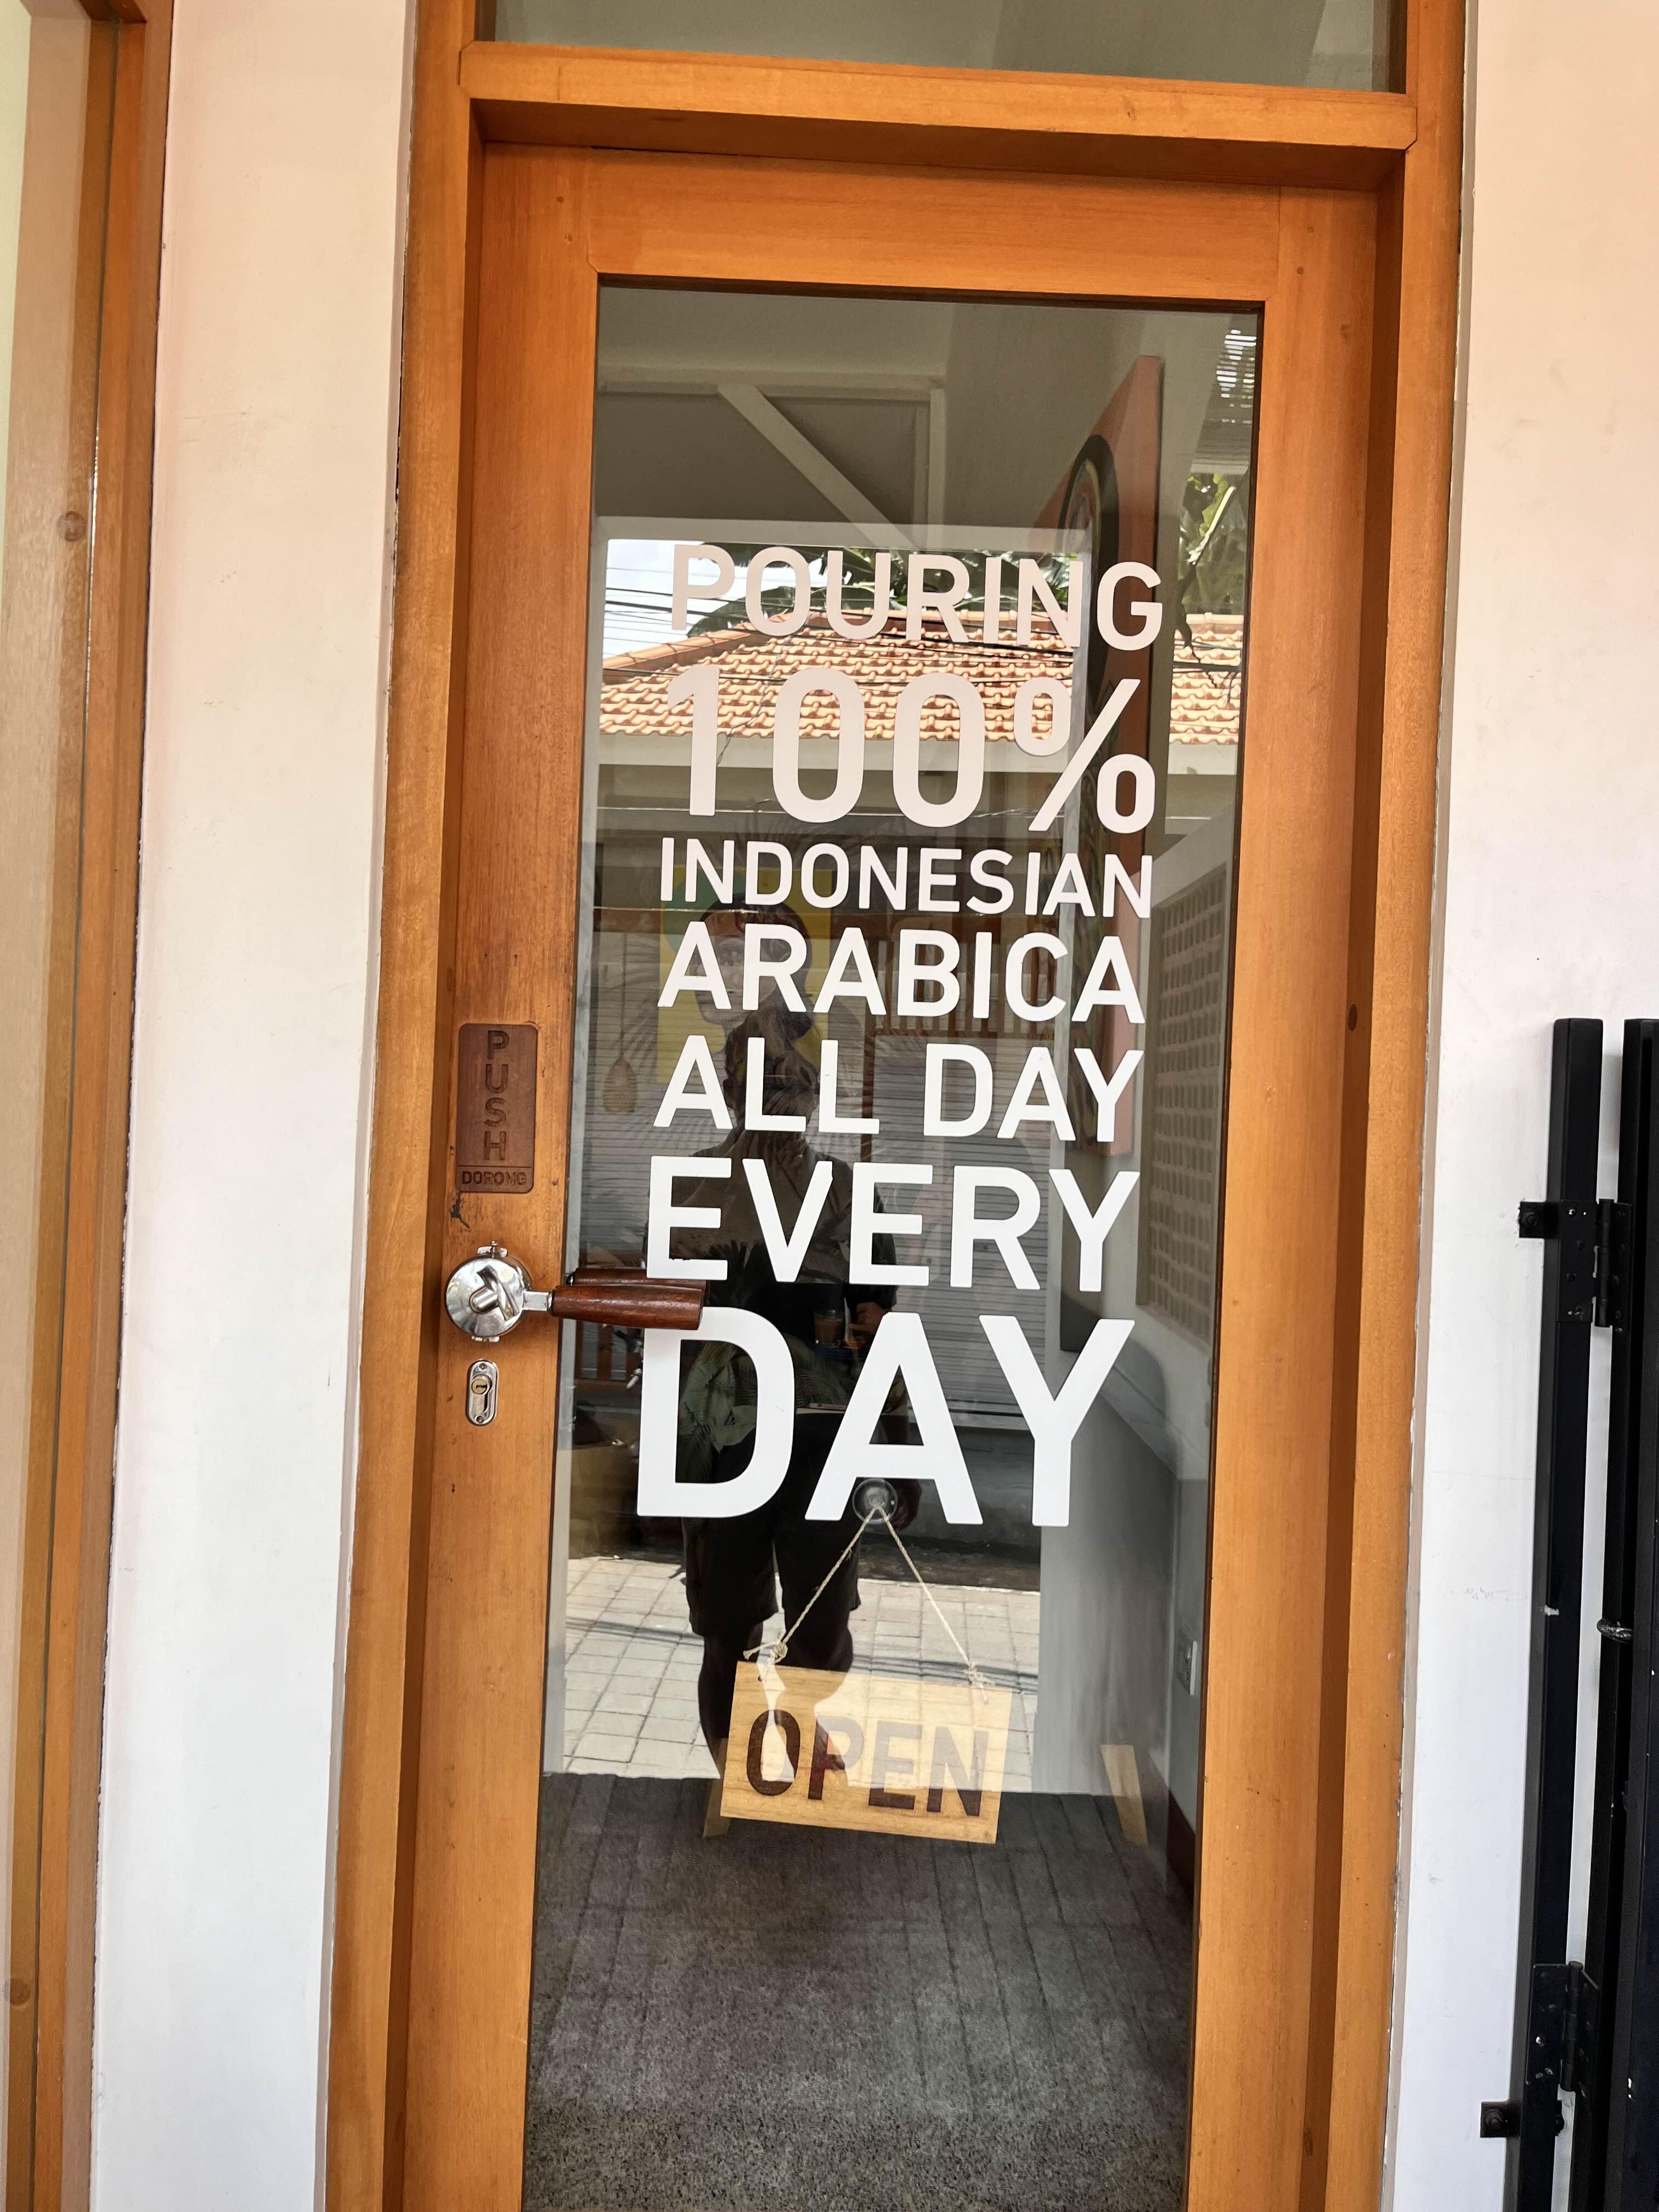 POURING
100%
INDONESIAN
ARABICA
ALL DAY
EVERY
DAY
PUSH
DORONG
OPEN